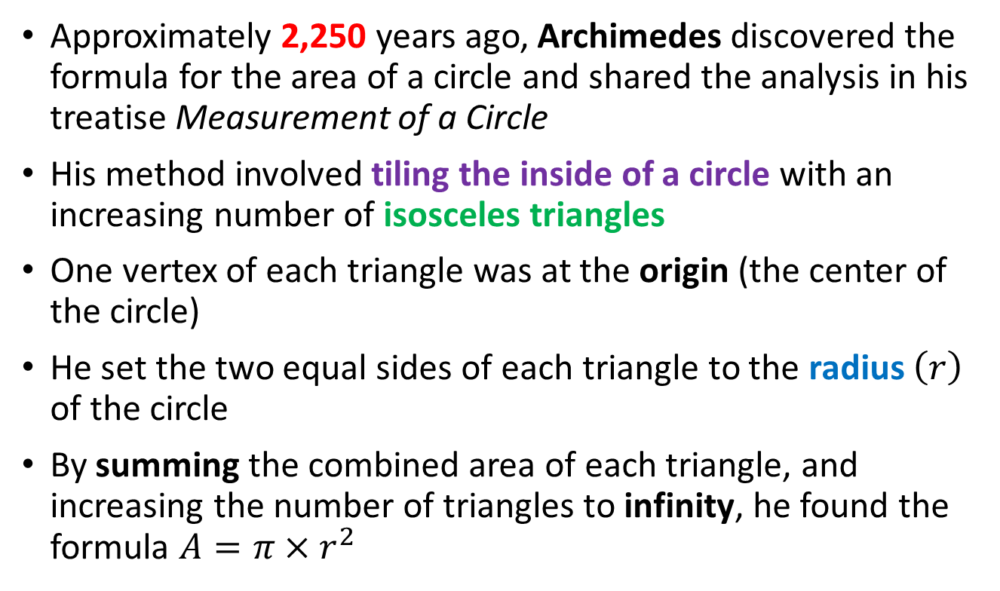 • Approximately 2,250 years ago, Archimedes discovered the
formula for the area of a circle and shared the analysis in his
treatise Measurement of a Circle
• His method involved tiling the inside of a circle with an
increasing number of isosceles triangles
• One vertex of each triangle was at the origin (the center of
the circle)
• He set the two equal sides of each triangle to the radius (r)
of the circle
• By summing the combined area of each triangle, and
increasing the number of triangles to infinity, he found the
formula A = π × r²